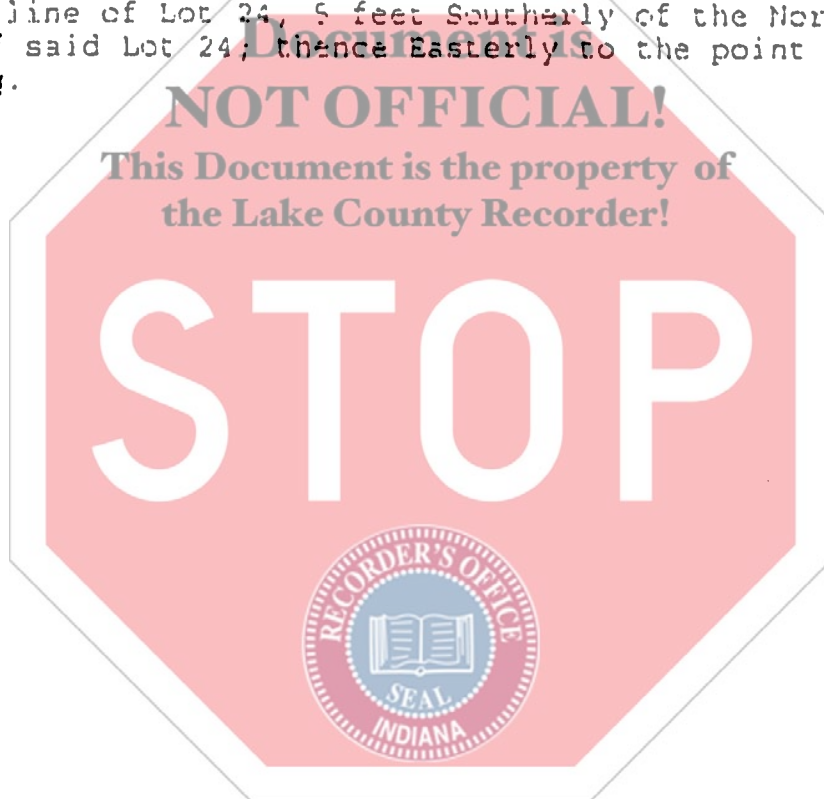 line of Lot 24, 5 feet Southerly of the Nor
said Lot 24; thence Easterly to the point
Document is
NOT OFFICIAL!
This Document is the property of
the Lake County Recorder!
STOP
RECORDER'S OFFICE
SEAL
INDIANA